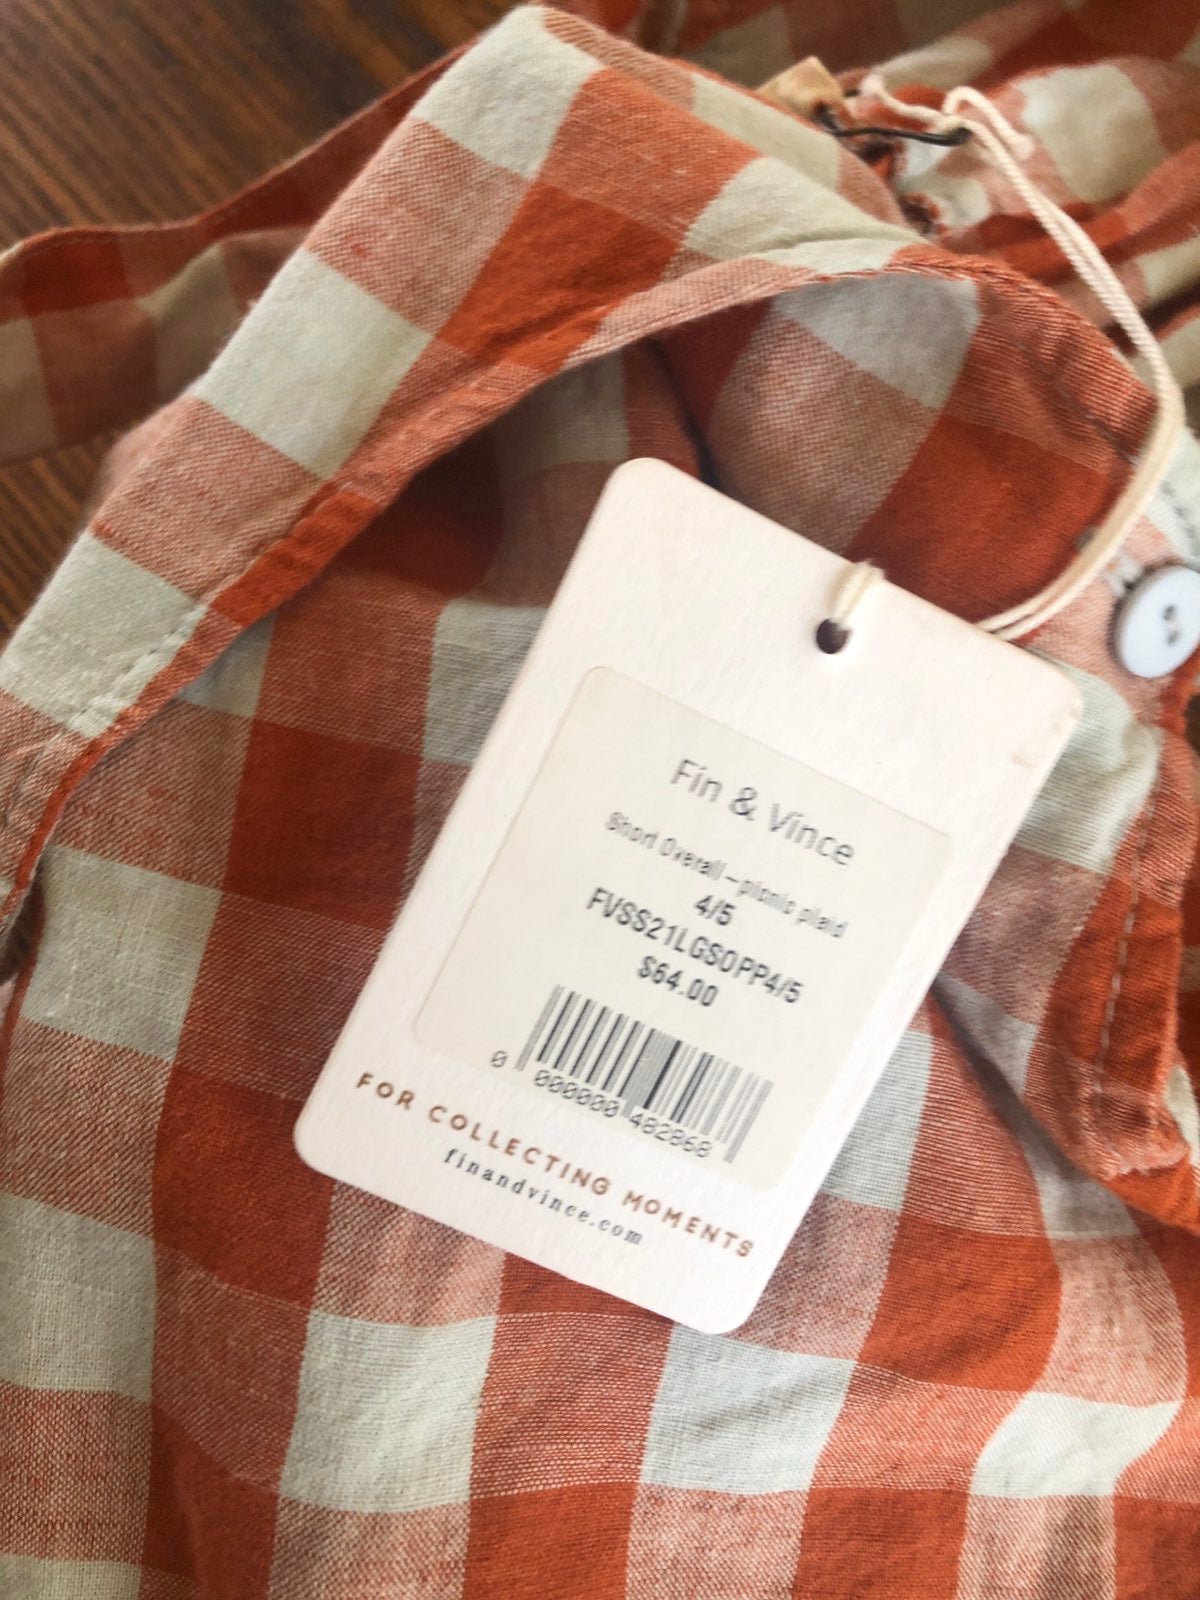 Fin & Vince
Short Overall-picnic plaid
4/5
FVSS21LGSOPP4/5
$64.00
0 000000 482868
FOR COLLECTING MOMENTS
finandvince.com